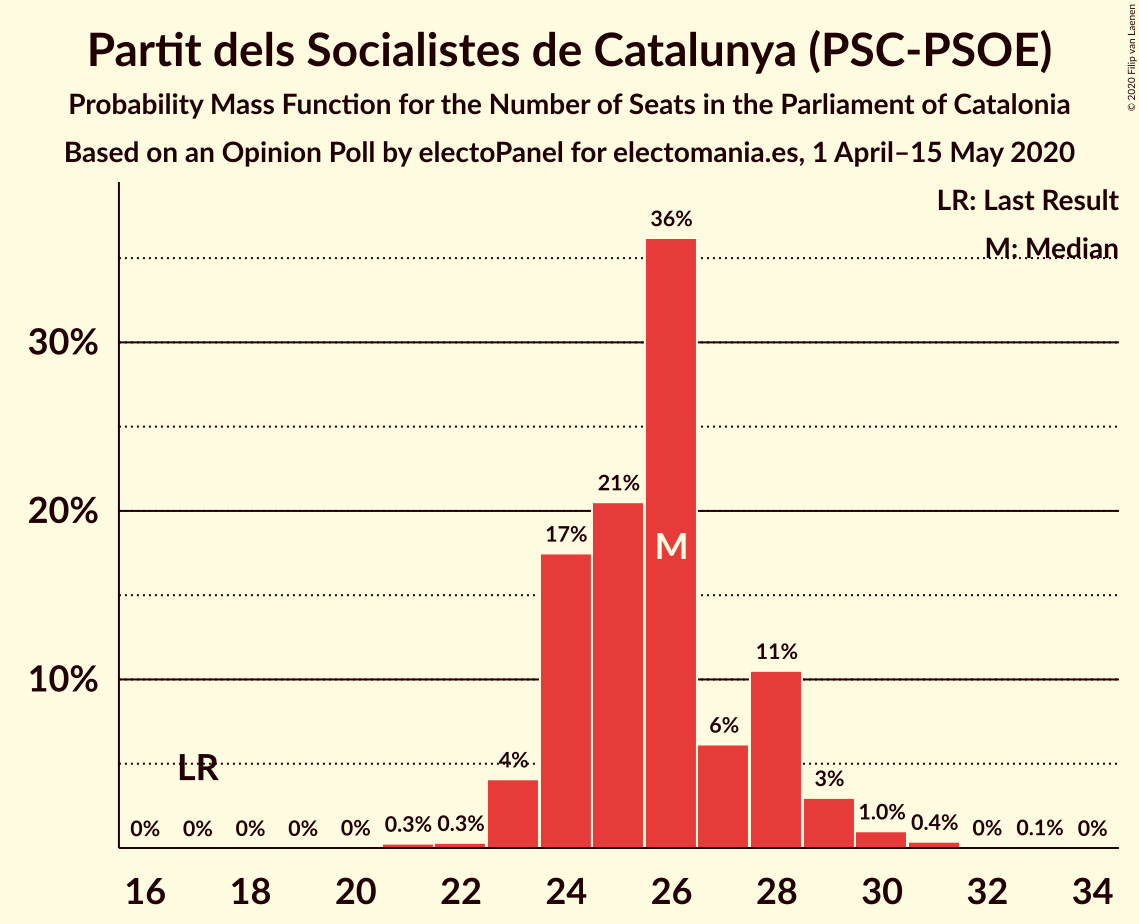 Partit dels Socialistes de Catalunya (PSC-PSOE)
Probability Mass Function for the Number of Seats in the Parliament of Catalonia
Based on an Opinion Poll by electoPanel for electomania.es, 1 April–15 May 2020
© 2020 Filip van Laenen
LR: Last Result
M: Median
36%
30%
21%
20%
17%
M
11%
10%
6%
LR
4%
3%
0% 0% 0% 0% 0% 0.3% 0.3% 1.0% 0.4% 0% 0.1% 0%
16 18 20 22 24 26 28 30 32 34